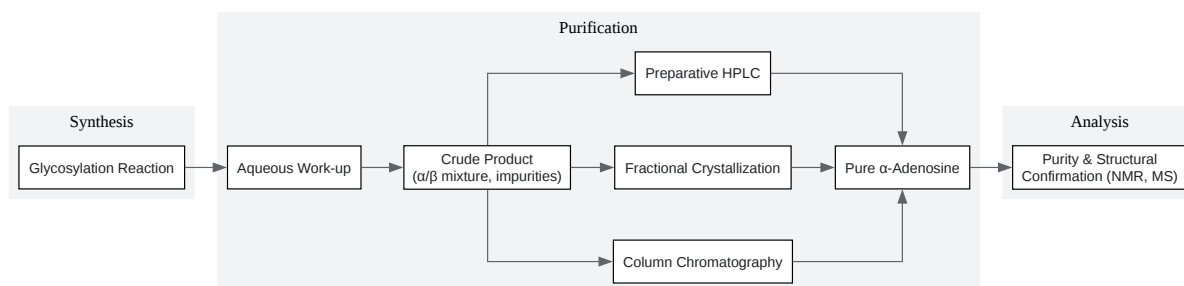 Purification
Preparative HPLC
Synthesis
Analysis
Glycosylation Reaction
Aqueous Work-up
Crude Product
(α/β mixture, impurities)
Fractional Crystallization
Pure α-Adenosine
Purity & Structural
Confirmation (NMR, MS)
Column Chromatography